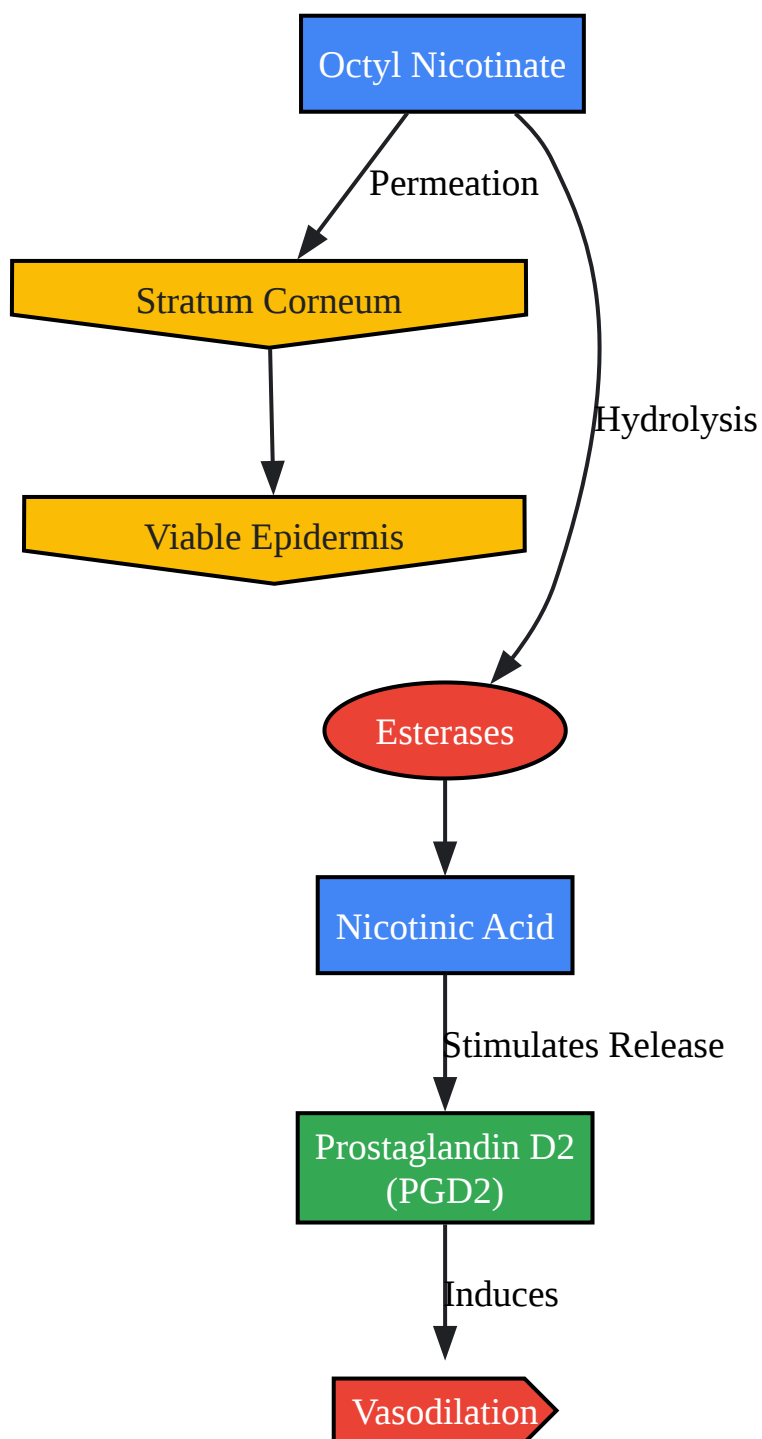 Octyl Nicotinate
Permeation
Stratum Corneum
Hydrolysis
Viable Epidermis
Esterases
Nicotinic Acid
Stimulates Release
Prostaglandin D2
(PGD2)
Induces
Vasodilation